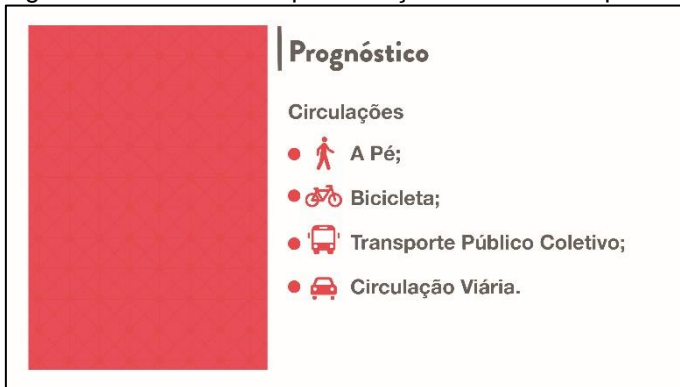 Prognóstico
Circulações
A Pé;
Bicicleta;
Transporte Público Coletivo;
Circulação Viária.